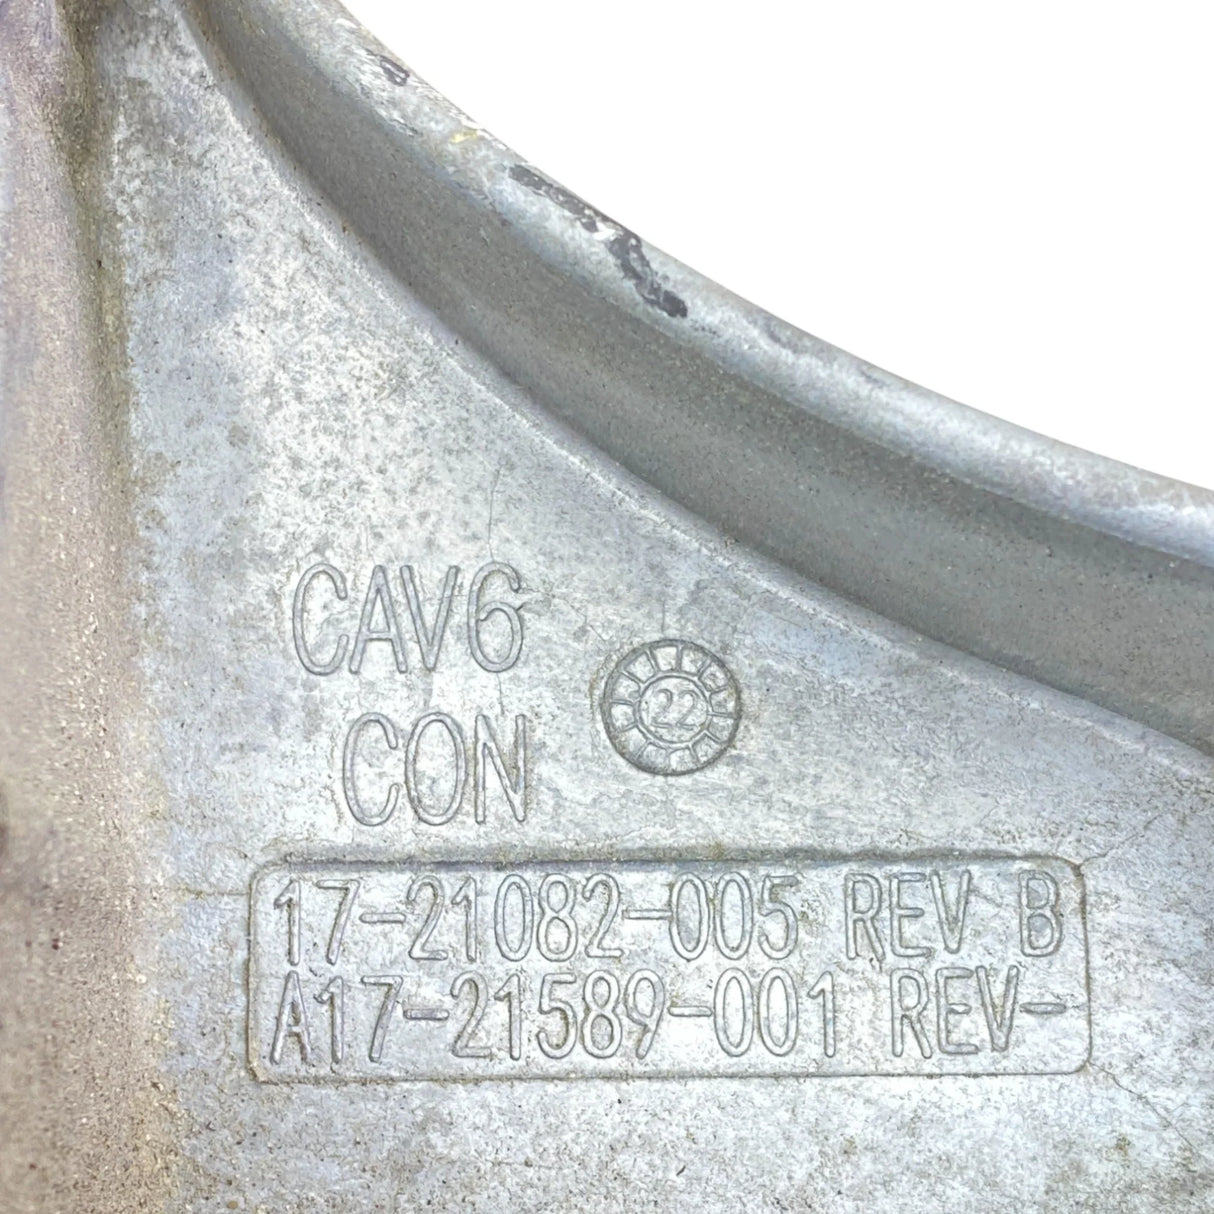 CAV6
CON
22
17-21082-005 REV B
A17-21589-001 REV-